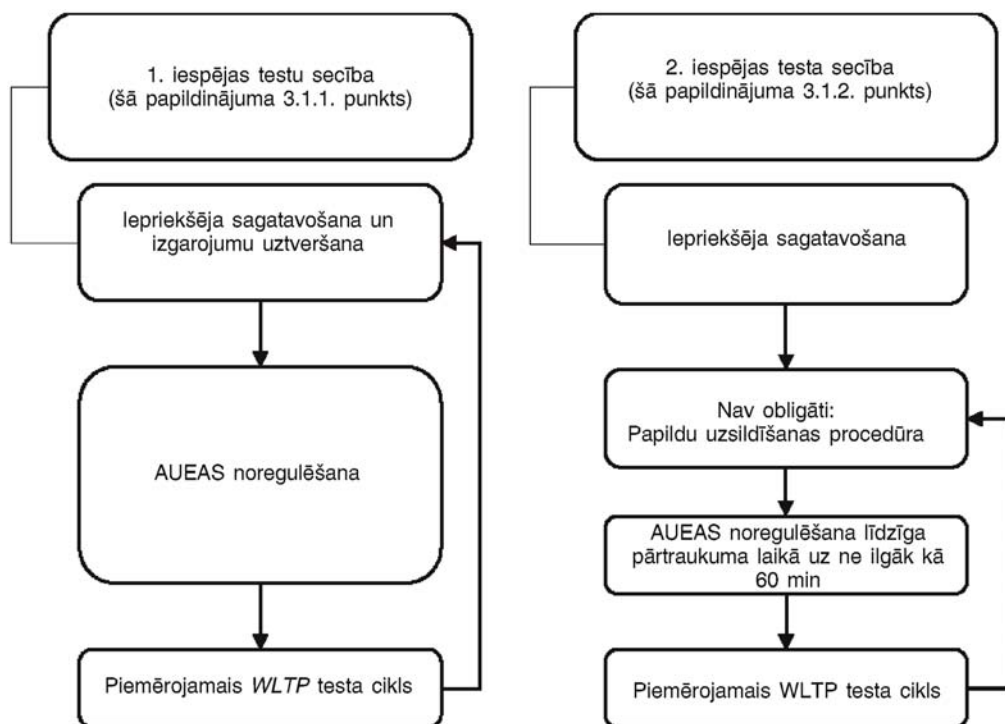 1. iespējas testu secība
(šā papildinājuma 3.1.1. punkts)
Iepriekšēja sagatavošana un
izgarojumu uztveršana
AUEAS noregulēšana
Piemērojamais WLTP testa cikls
2. iespējas testa secība
(šā papildinājuma 3.1.2. punkts)
Iepriekšēja sagatavošana
Nav obligāti:
Papildu uzsildīšanas procedūra
AUEAS noregulēšana līdzīga
pārtraukuma laikā uz ne ilgāk kā
60 min
Piemērojamais WLTP testa cikls